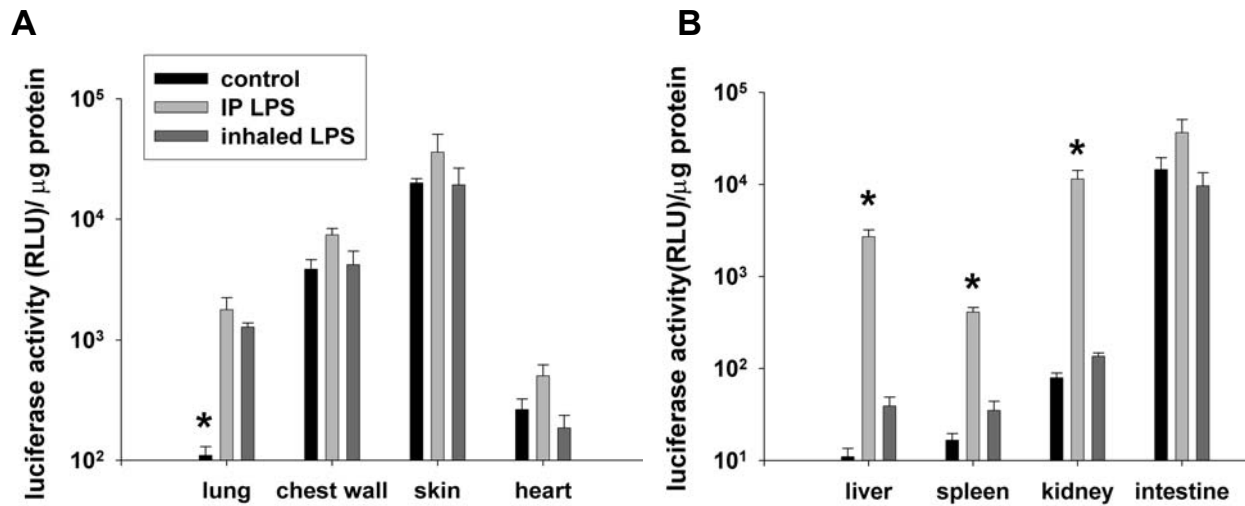 A
luciferase activity (RLU)/ μg protein
control
IP LPS
inhaled LPS
10⁵
10⁴
10³
10²
*
lung chest wall skin heart
B
luciferase activity(RLU)/μg protein
10⁵
10⁴
10³
10²
10¹
*
*
*
liver spleen kidney intestine